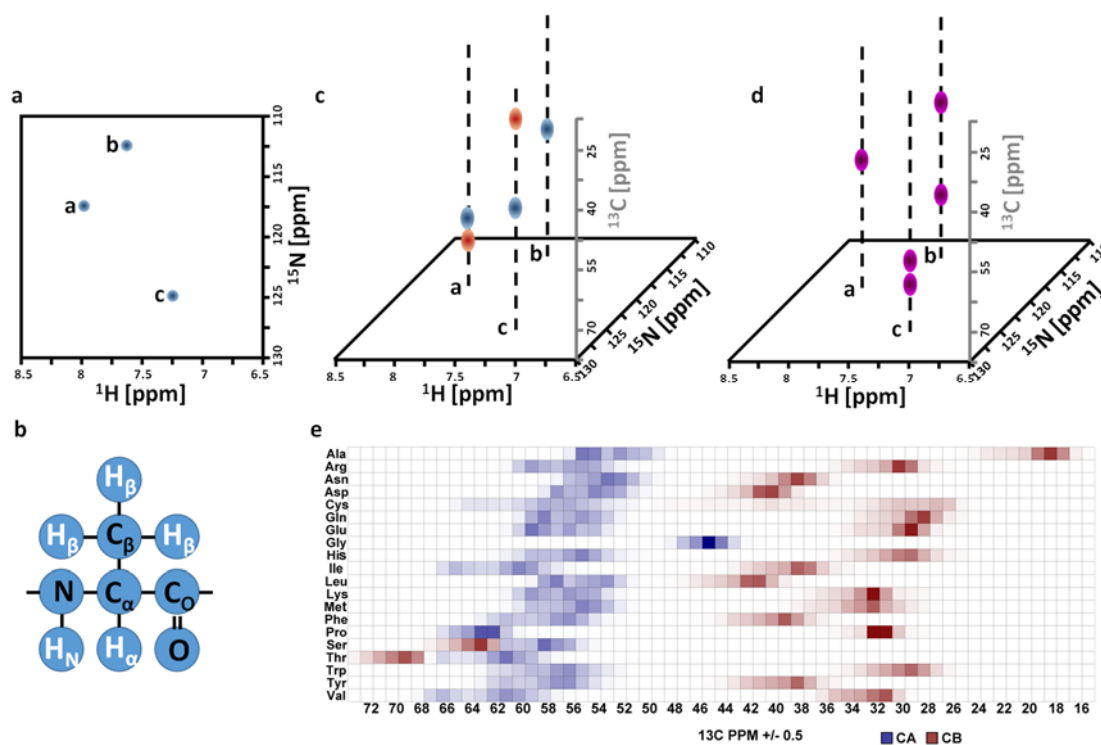 a
110
115
120
125
130
15N [ppm]
b
a
c
8.5 8 7.5 7 6.5
1H [ppm]
c
25
40
55
70
13C [ppm]
a
b
c
110
115
120
125
130
15N [ppm]
8.5 8 7.5 7 6.5
1H [ppm]
d
25
40
55
70
13C [ppm]
a
b
c
110
115
120
125
130
15N [ppm]
8.5 8 7.5 7 6.5
1H [ppm]
b
Hβ
Hβ Cβ Hβ
N Cα CO
HN Hα O
e
Ala
Arg
Asn
Asp
Cys
Gln
Glu
Gly
His
Ile
Leu
Lys
Met
Phe
Pro
Ser
Thr
Trp
Tyr
Val
72 70 68 66 64 62 60 58 56 54 52 50 48 46 44 42 40 38 36 34 32 30 28 26 24 22 20 18 16
13C PPM +/- 0.5 CA CB